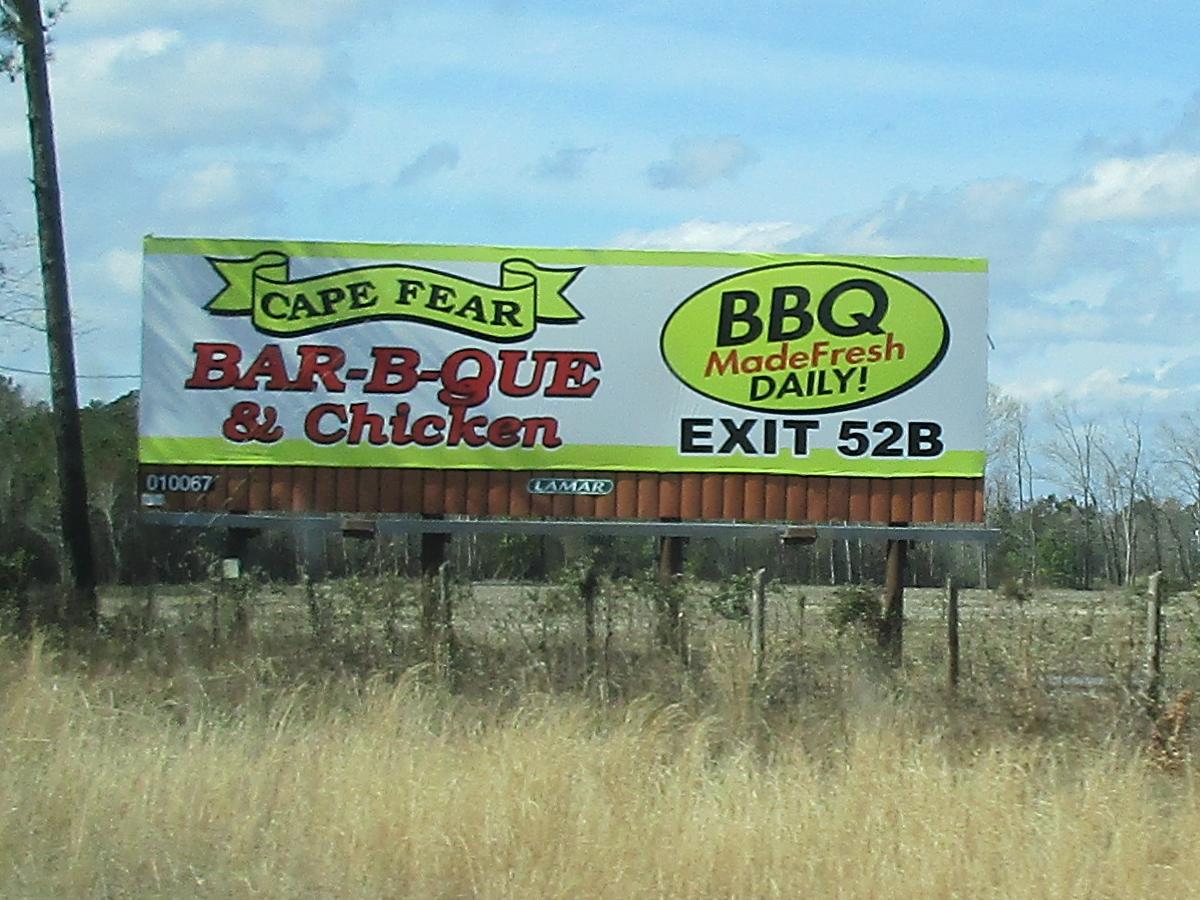 CAPE FEAR
BAR-B-QUE
& Chicken
BBQ
MadeFresh
DAILY!
EXIT 52B
010067
LAMAR